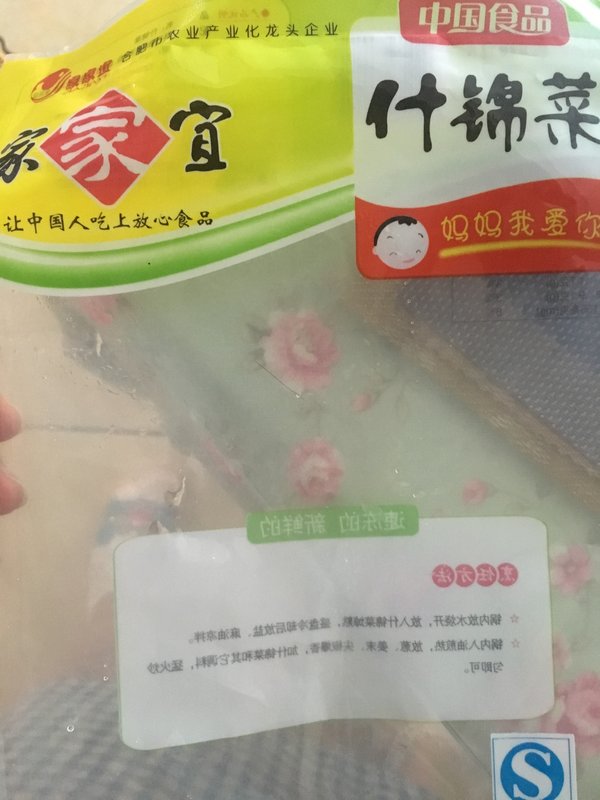 中国食品
合肥市农业产业化龙头企业
什锦菜
家家宜
让中国人吃上放心食品
妈妈我爱你
速冻的 新鲜的
烹饪方法
☆ 锅内放水烧开，放入什锦菜焯熟，盛盘冷却后放盐、麻油凉拌。
☆ 锅内入油煎热，放葱、姜、末、尖椒爆香，加什锦菜和其它调料，猛火炒
匀即可。
S